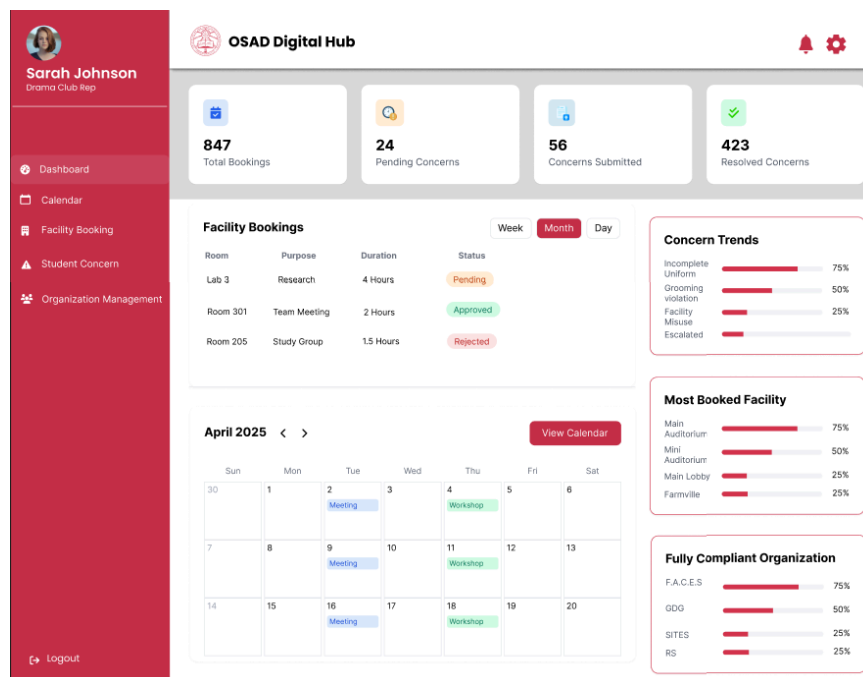 Sarah Johnson
Drama Club Rep
Dashboard
Calendar
Facility Booking
Student Concern
Organization Management
Logout
OSAD Digital Hub
847
Total Bookings
24
Pending Concerns
56
Concerns Submitted
423
Resolved Concerns
Facility Bookings
Week Month Day
Room Purpose Duration Status
Lab 3 Research 4 Hours Pending
Room 301 Team Meeting 2 Hours Approved
Room 205 Study Group 1.5 Hours Rejected
April 2025 < >
View Calendar
Sun Mon Tue Wed Thu Fri Sat
30 1 2 3 4 5 6
Meeting Workshop
7 8 9 10 11 12 13
Meeting Workshop
14 15 16 17 18 19 20
Meeting Workshop
Concern Trends
Incomplete
Uniform 75%
Grooming
violation 50%
Facility
Misuse 25%
Escalated
Most Booked Facility
Main
Auditorium 75%
Mini
Auditorium 50%
Main Lobby 25%
Farmville 25%
Fully Compliant Organization
F.A.C.E.S 75%
GDG 50%
SITES 25%
RS 25%